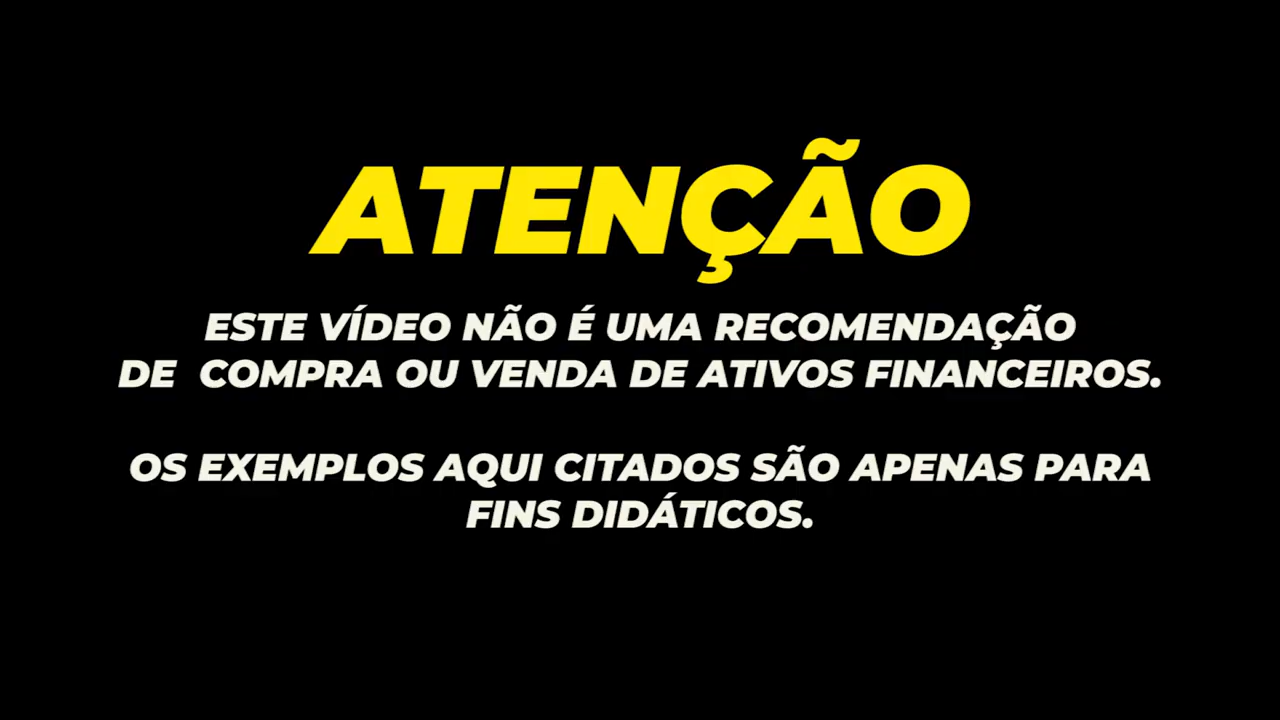 ATENÇÃO
ESTE VÍDEO NÃO É UMA RECOMENDAÇÃO
DE COMPRA OU VENDA DE ATIVOS FINANCEIROS.
OS EXEMPLOS AQUI CITADOS SÃO APENAS PARA
FINS DIDÁTICOS.